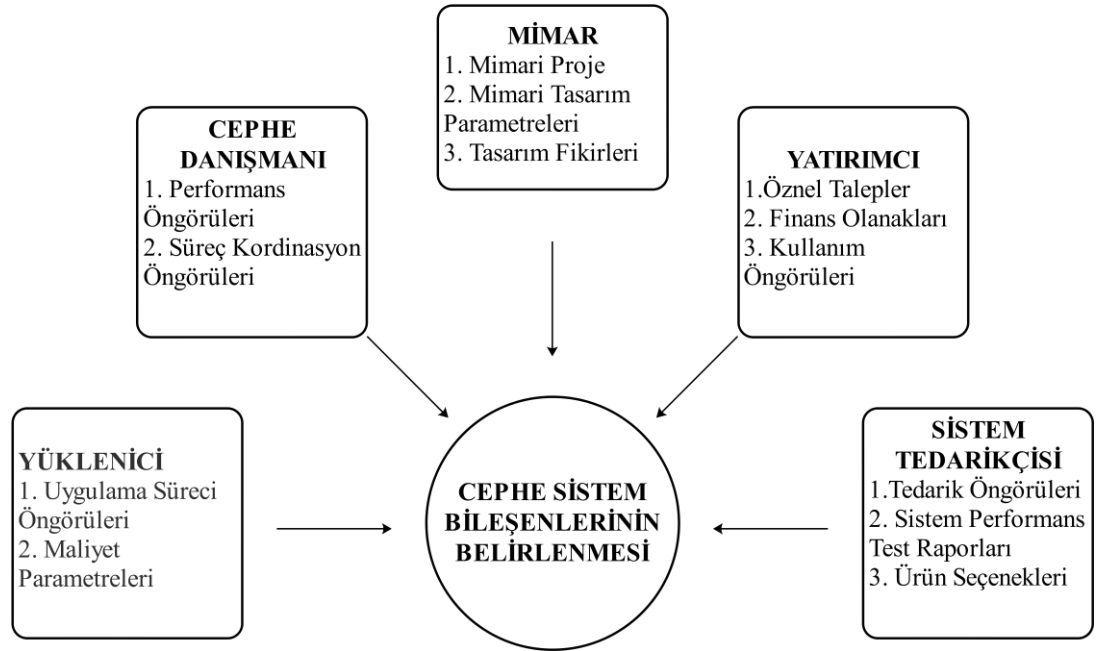 MİMAR
1. Mimari Proje
2. Mimari Tasarım
Parametreleri
3. Tasarım Fikirleri
CEPHE
DANIŞMANI
1. Performans
Öngörüleri
2. Süreç Kordinasyon
Öngörüleri
YATIRIMCI
1.Öznel Talepler
2. Finans Olanakları
3. Kullanım
Öngörüleri
YÜKLENİCİ
1. Uygulama Süreci
Öngörüleri
2. Maliyet
Parametreleri
CEPHE SİSTEM
BİLEŞENLERİNİN
BELİRLENMESİ
SİSTEM
TEDARİKÇİSİ
1.Tedarik Öngörüleri
2. Sistem Performans
Test Raporları
3. Ürün Seçenekleri